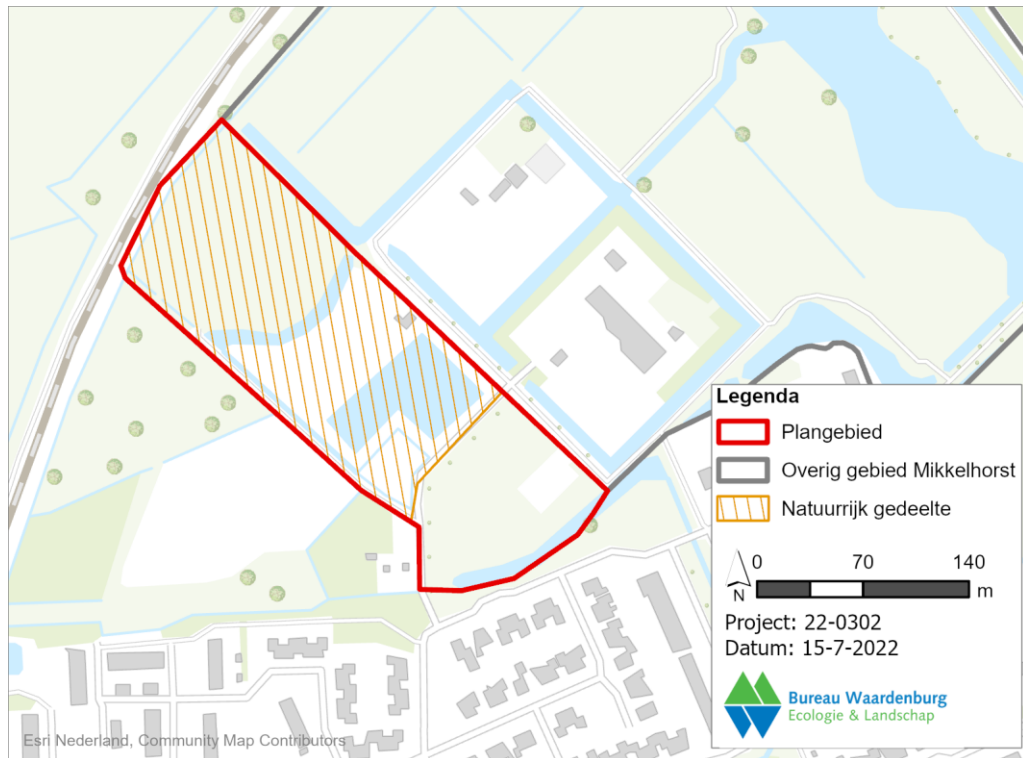 Legenda
Plangebied
Overig gebied Mikkelhorst
Natuurrijk gedeelte
0 70 140
m
N
Project: 22-0302
Datum: 15-7-2022
Bureau Waardenburg
Ecologie & Landschap
Esri Nederland, Community Map Contributors